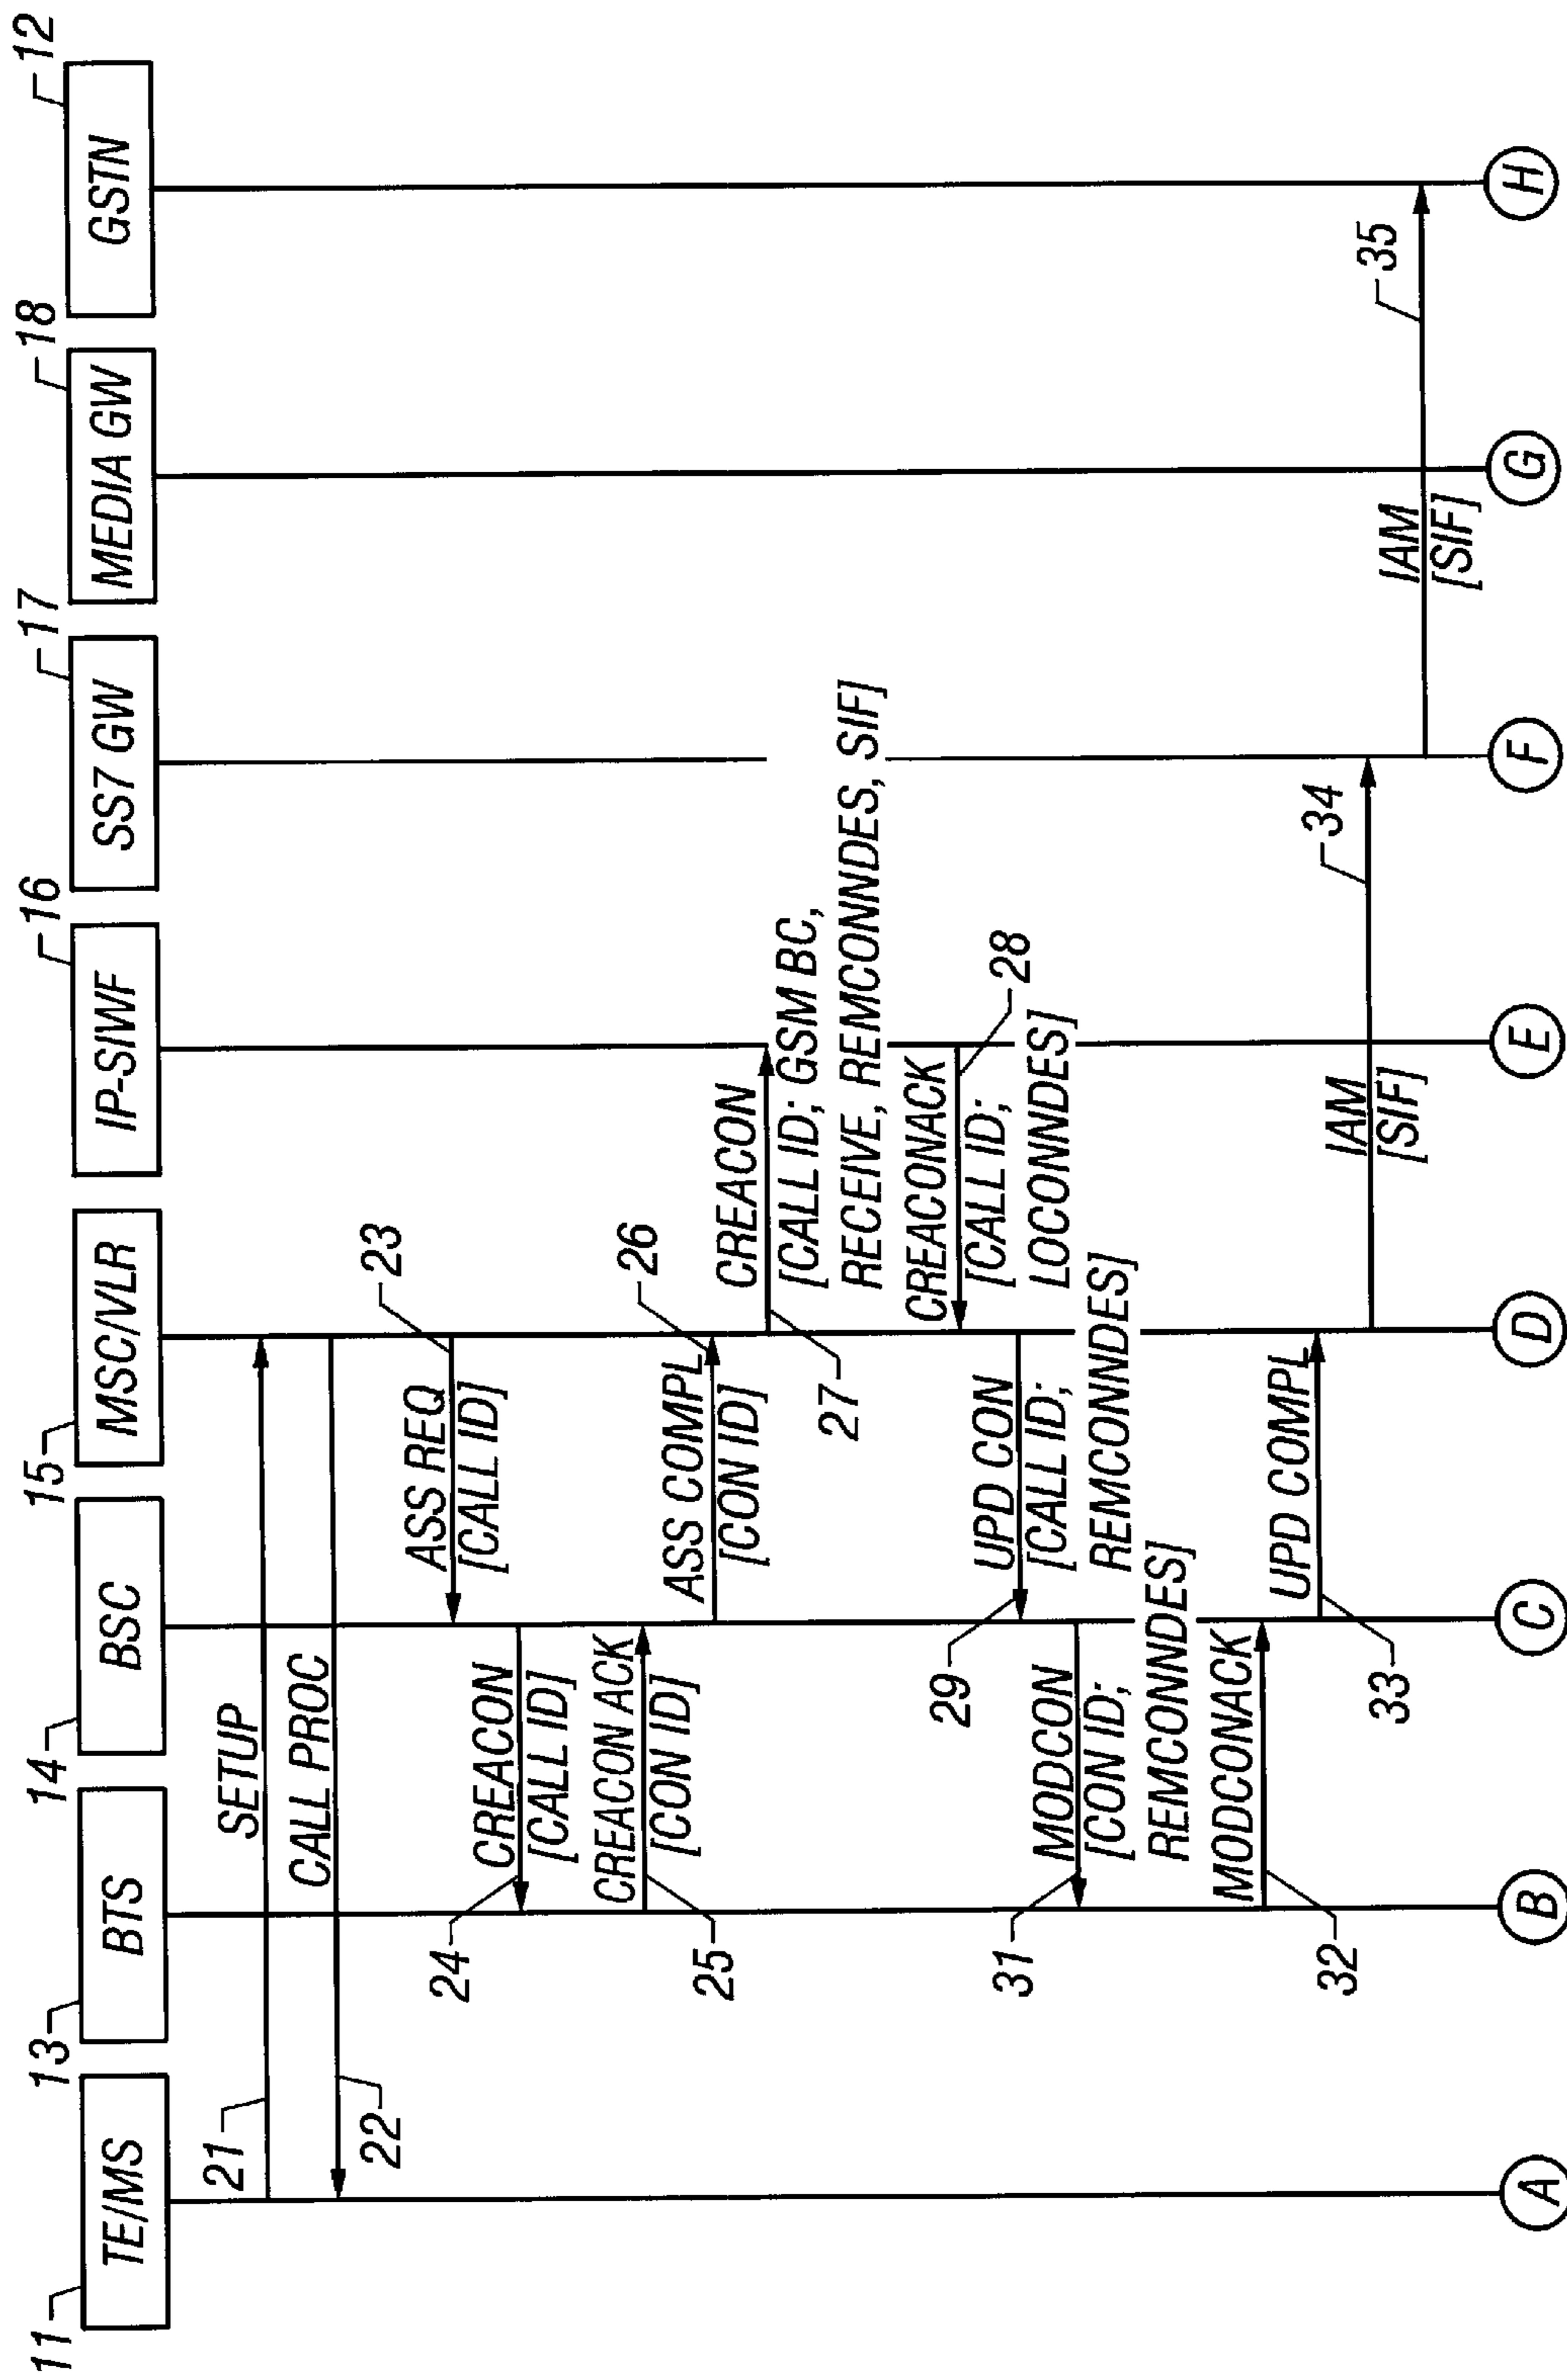 11
TE/MS
13
BTS
14
BSC
15
MSC/VLR
16
IP-SIWF
17
SS7 GW
18
MEDIA GW
12
GSTN
21
SETUP
CALL PROC
22
ASS REQ
[CALL ID]
23
24
CREACON
[CALL ID]
CREACON ACK
[CON ID]
25
ASS COMPL
[CON ID]
26
CREACON
[CALL ID; GSM BC,
RECEIVE, REMCONNDES, SIF]
27
CREACONACK
[CALL ID;
LOCONNDES]
28
UPD CON
[CALL ID;
REMCONNDES]
29
31
MODCON
[CON ID;
REMCONNDES]
MODCONACK
32
UPD COMPL
33
IAM
[SIF]
34
IAM
[SIF]
35
A
B
C
D
E
F
G
H